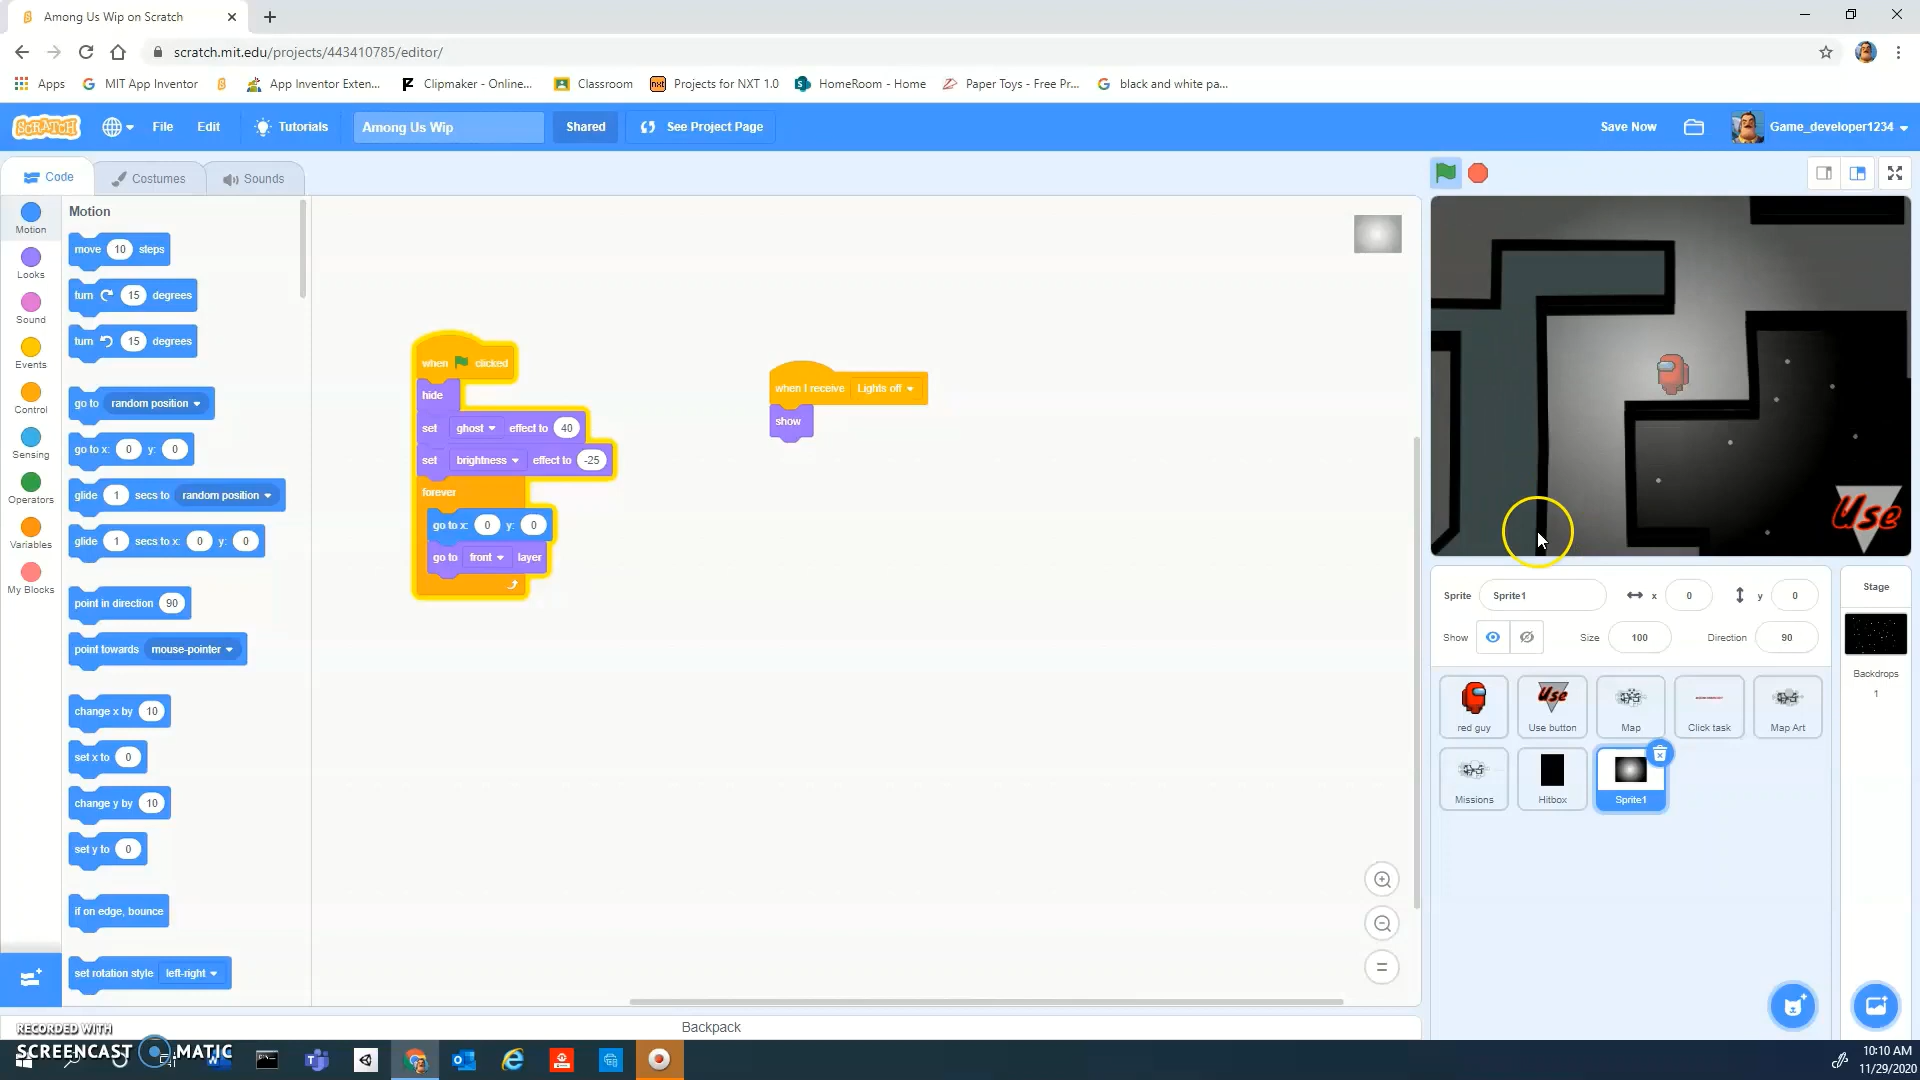 Among Us Wip on Scratch
scratch.mit.edu/projects/443410785/editor/
Apps MIT App Inventor App Inventor Exten... Clipmaker - Online... Classroom Projects for NXT 1.0 HomeRoom - Home Paper Toys - Free Pr... black and white pa...
SCRATCH File Edit Tutorials Among Us Wip Shared See Project Page Save Now Game_developer1234
Code Costumes Sounds
Motion
Looks
Sound
Events
Control
Sensing
Operators
Variables
My Blocks
Motion
move 10 steps
turn 15 degrees
turn 15 degrees
go to random position
go to x: 0 y: 0
glide 1 secs to random position
glide 1 secs to x: 0 y: 0
point in direction 90
point towards mouse-pointer
change x by 10
set x to 0
change y by 10
set y to 0
if on edge, bounce
set rotation style left-right
when clicked
hide
set ghost effect to 40
set brightness effect to -25
forever
go to x: 0 y: 0
go to front layer
when I receive Lights off
show
Use
Sprite Sprite1 x 0 y 0
Show Size 100 Direction 90
red guy
Use
Use button
Map
Click task
Map Art
Missions
Hitbox
Sprite1
Stage
Backdrops
1
Backpack
RECORDED WITH
SCREENCAST MATIC
10:10 AM
11/29/2020